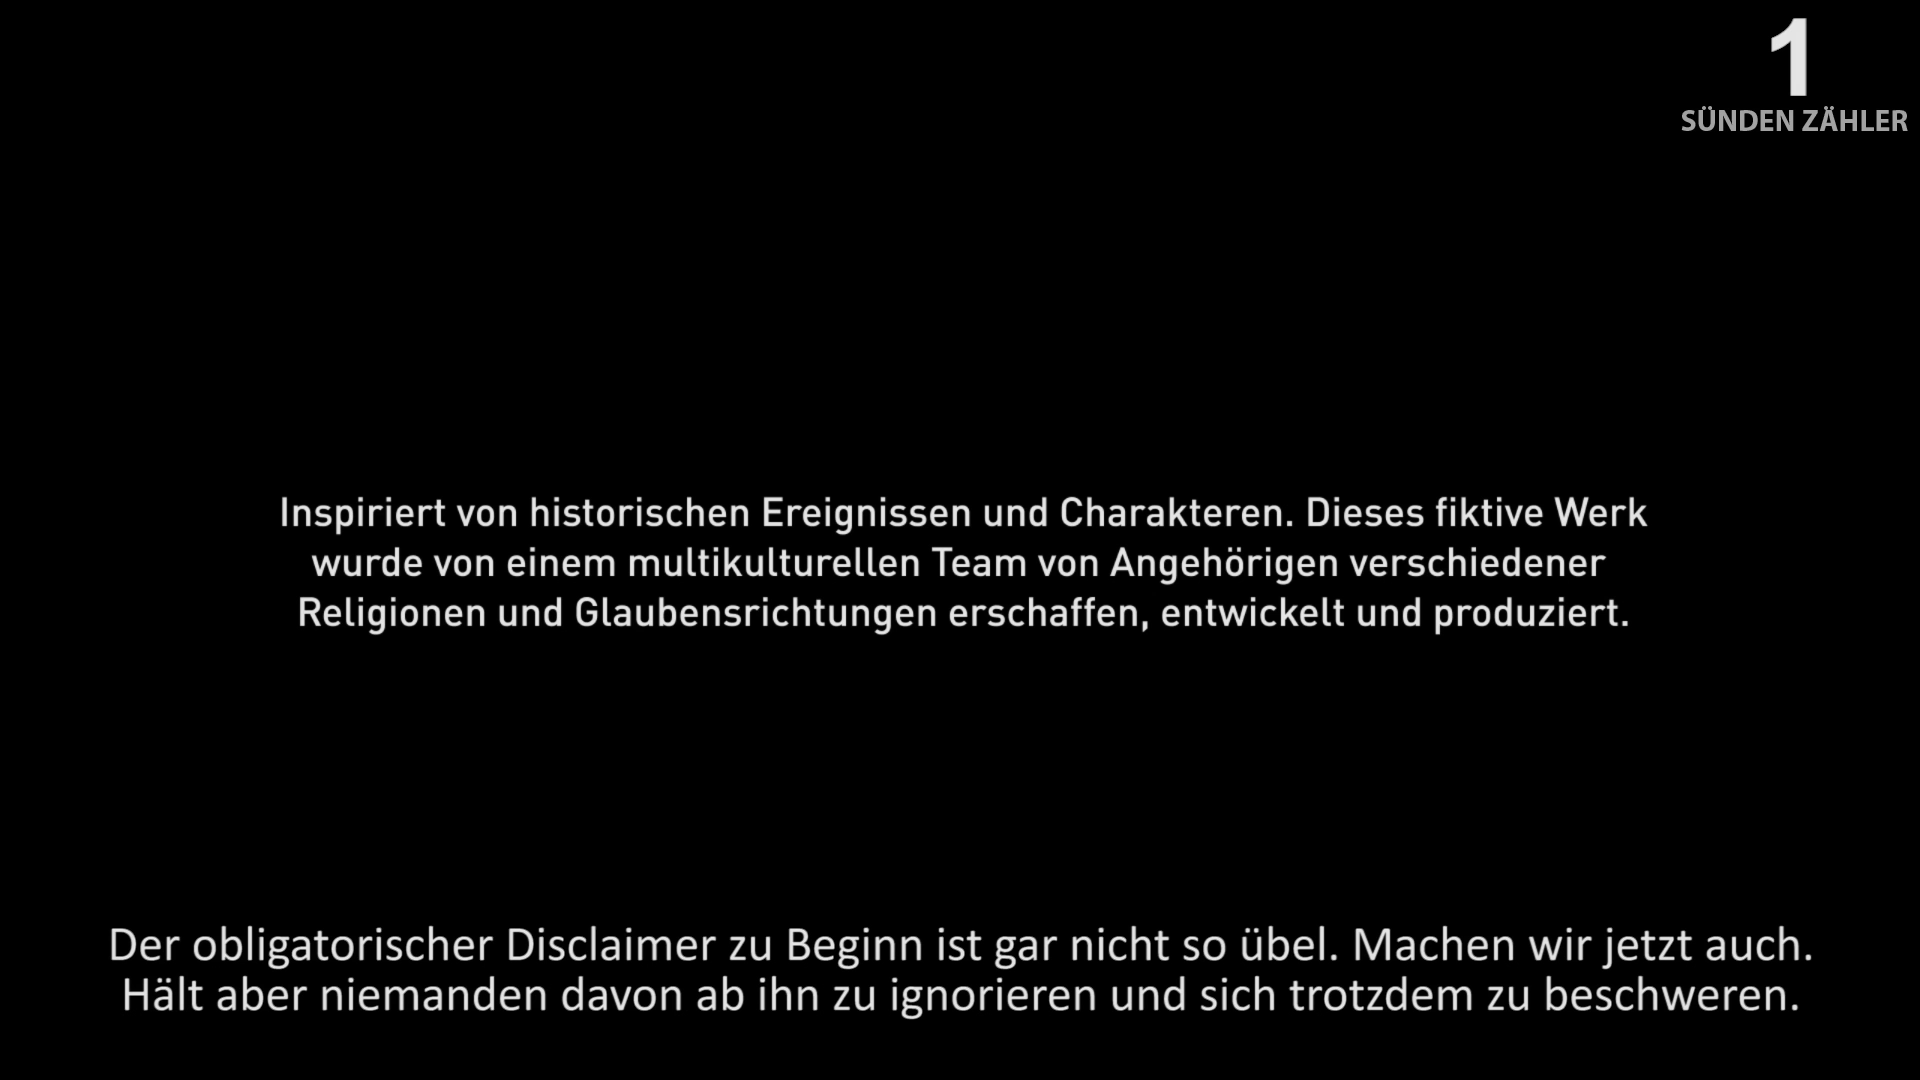 1
SÜNDEN ZÄHLER
Inspiriert von historischen Ereignissen und Charakteren. Dieses fiktive Werk
wurde von einem multikulturellen Team von Angehörigen verschiedener
Religionen und Glaubensrichtungen erschaffen, entwickelt und produziert.
Der obligatorischer Disclaimer zu Beginn ist gar nicht so übel. Machen wir jetzt auch.
Hält aber niemanden davon ab ihn zu ignorieren und sich trotzdem zu beschweren.